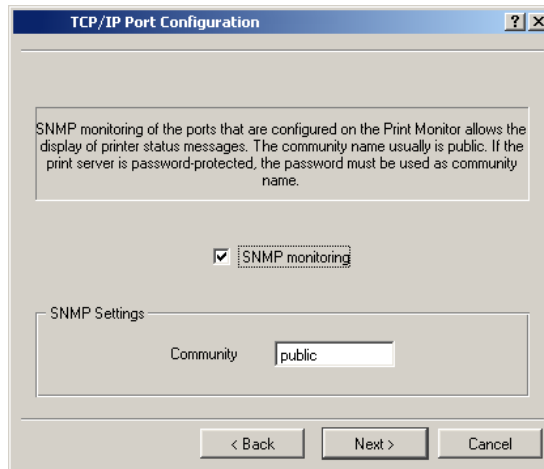 TCP/IP Port Configuration
SNMP monitoring of the ports that are configured on the Print Monitor allows the
display of printer status messages. The community name usually is public. If the
print server is password-protected, the password must be used as community
name.
SNMP monitoring
SNMP Settings
Community public
< Back Next > Cancel